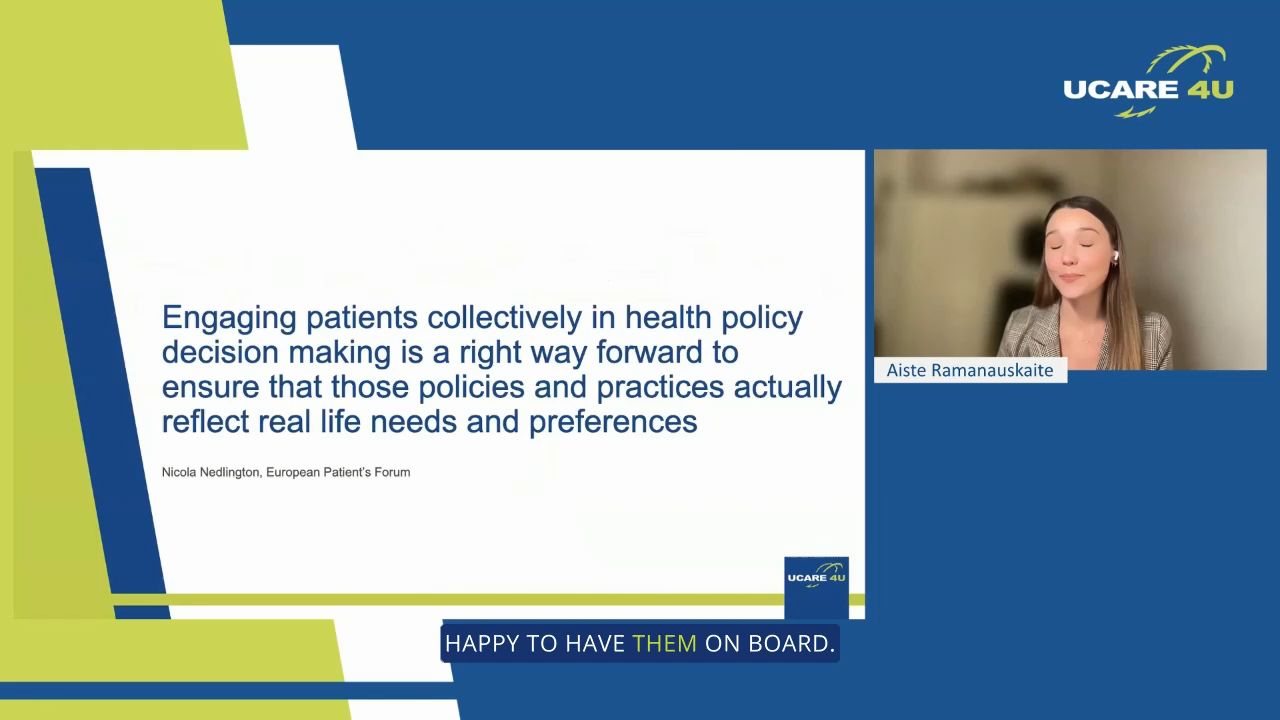 UCARE 4U
Engaging patients collectively in health policy
decision making is a right way forward to
ensure that those policies and practices actually
reflect real life needs and preferences
Nicola Nedlington, European Patient's Forum
Aiste Ramanauskaite
UCARE 4U
HAPPY TO HAVE THEM ON BOARD.